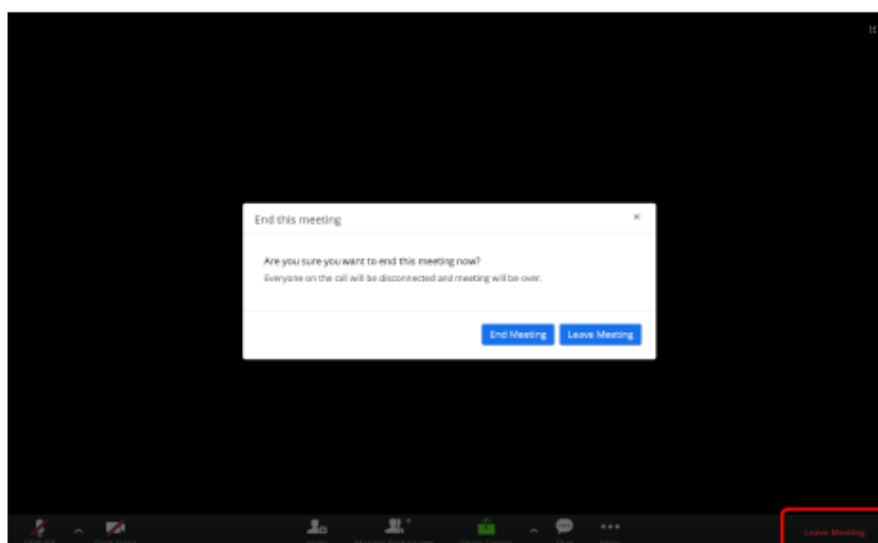 End this meeting
Are you sure you want to end this meeting now?
Everyone on the call will be disconnected and meeting will be over.
End Meeting Leave Meeting
Leave Meeting